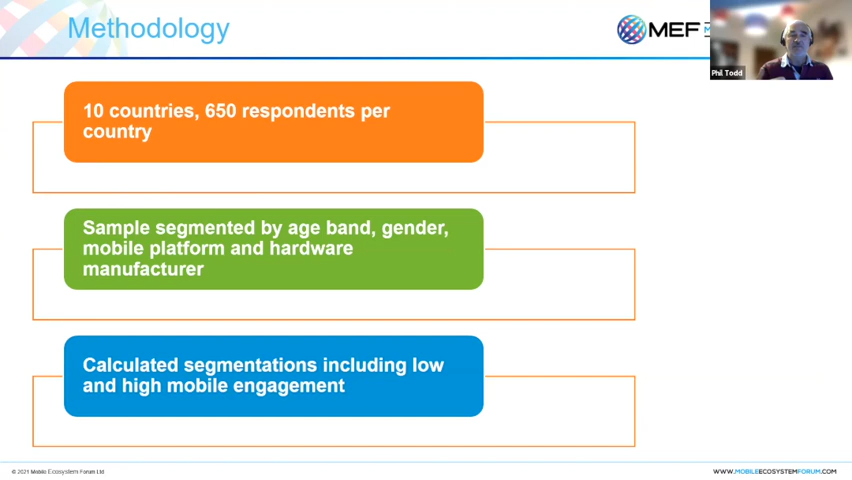 Methodology
MEF
Phil Todd
10 countries, 650 respondents per
country
Sample segmented by age band, gender,
mobile platform and hardware
manufacturer
Calculated segmentations including low
and high mobile engagement
© 2021 Mobile Ecosystem Forum Ltd
WWW.MOBILEECOSYSTEMFORUM.COM